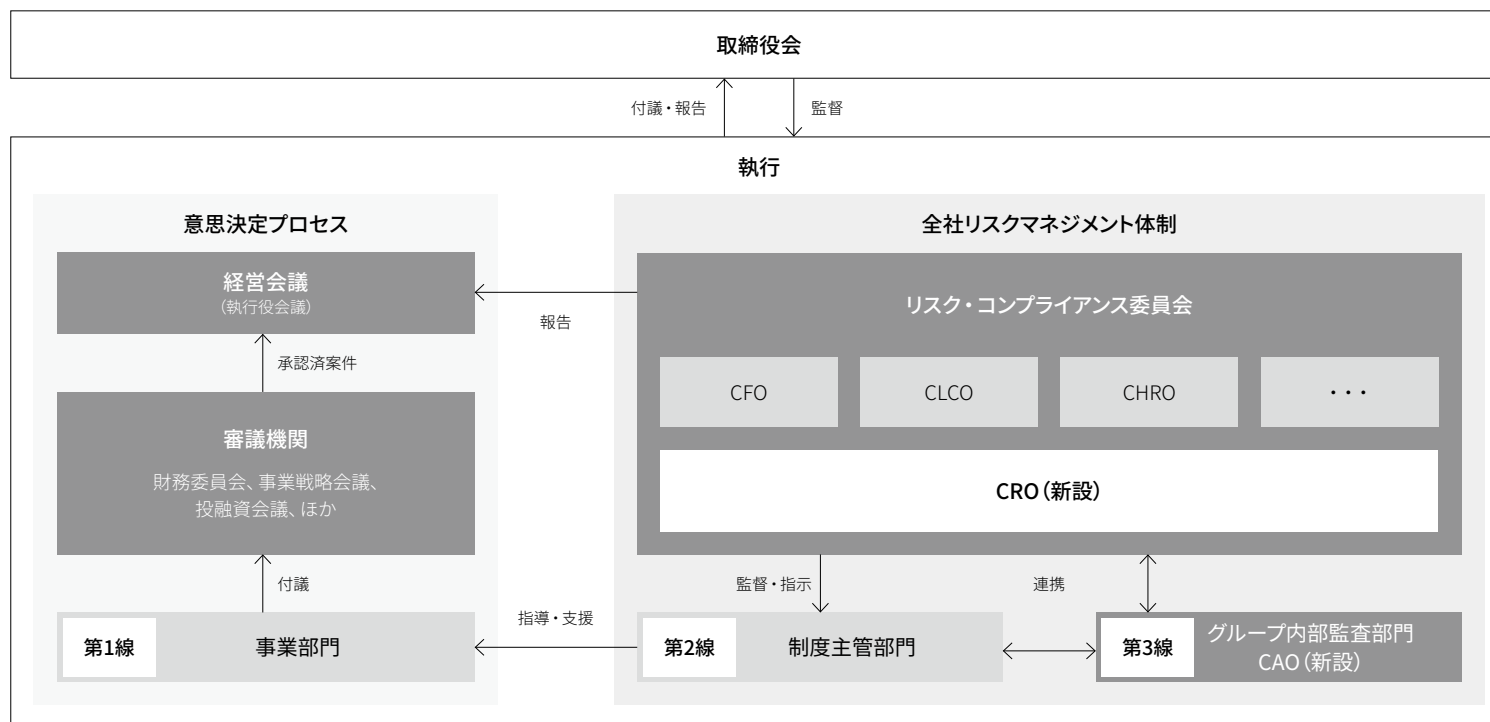 取締役会
付議・報告
監督
執行
意思決定プロセス
経営会議
(執行役会議)
承認済案件
審議機関
財務委員会、事業戦略会議、
投融資会議、ほか
付議
第1線
事業部門
報告
指導・支援
全社リスクマネジメント体制
リスク・コンプライアンス委員会
CFO
CLCO
CHRO
・・・
CRO(新設)
監督・指示
連携
第2線
制度主管部門
第3線
グループ内部監査部門
CAO(新設)